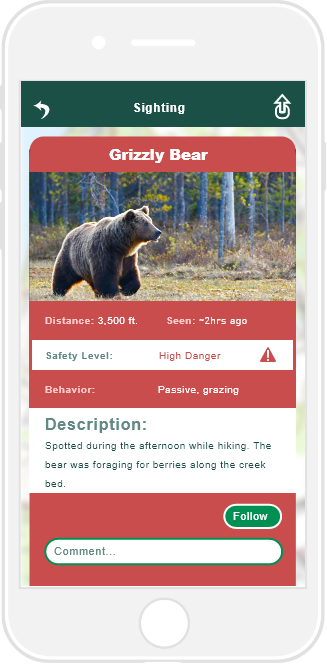 Sighting
Grizzly Bear
Distance: 3,500 ft. Seen: ~2hrs ago
Safety Level: High Danger
Behavior: Passive, grazing
Description:
Spotted during the afternoon while hiking. The
bear was foraging for berries along the creek
bed.
Follow
Comment...